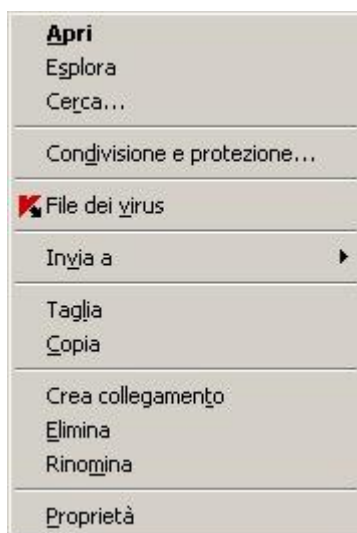 Apri
Esplora
Cerca...
Condivisione e protezione...
File dei virus
Invia a
Taglia
Copia
Crea collegamento
Elimina
Rinomina
Proprietà